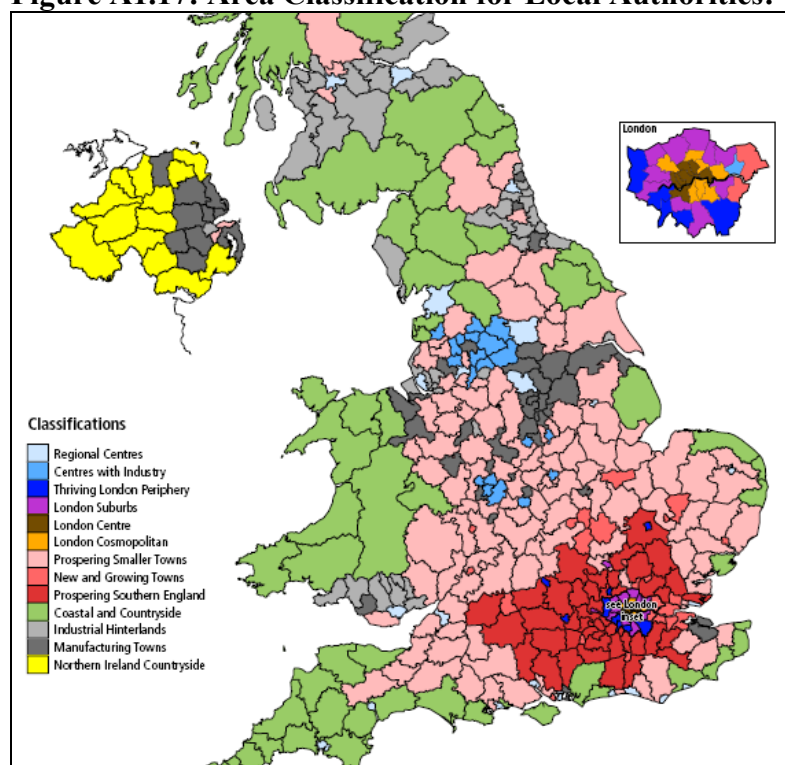 Figure A1.17: Area Classification for Local Authorities.
London
Classifications
Regional Centres
Centres with Industry
Thriving London Periphery
London Suburbs
London Centre
London Cosmopolitan
Prospering Smaller Towns
New and Growing Towns
Prospering Southern England
Coastal and Countryside
Industrial Hinterlands
Manufacturing Towns
Northern Ireland Countryside
see London
inset